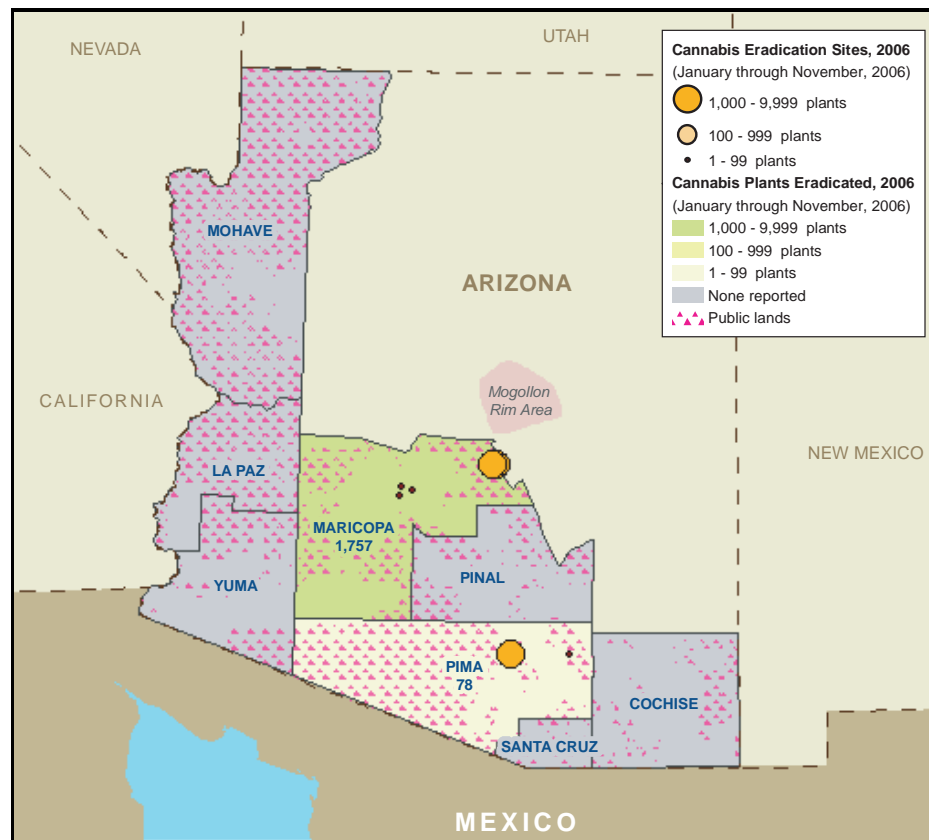 NEVADA
UTAH
Cannabis Eradication Sites, 2006
(January through November, 2006)
1,000 - 9,999 plants
100 - 999 plants
1 - 99 plants
Cannabis Plants Eradicated, 2006
(January through November, 2006)
1,000 - 9,999 plants
100 - 999 plants
1 - 99 plants
None reported
Public lands
MOHAVE
ARIZONA
Mogollon
Rim Area
CALIFORNIA
NEW MEXICO
LA PAZ
MARICOPA
1,757
YUMA
PINAL
PIMA
78
COCHISE
SANTA CRUZ
MEXICO